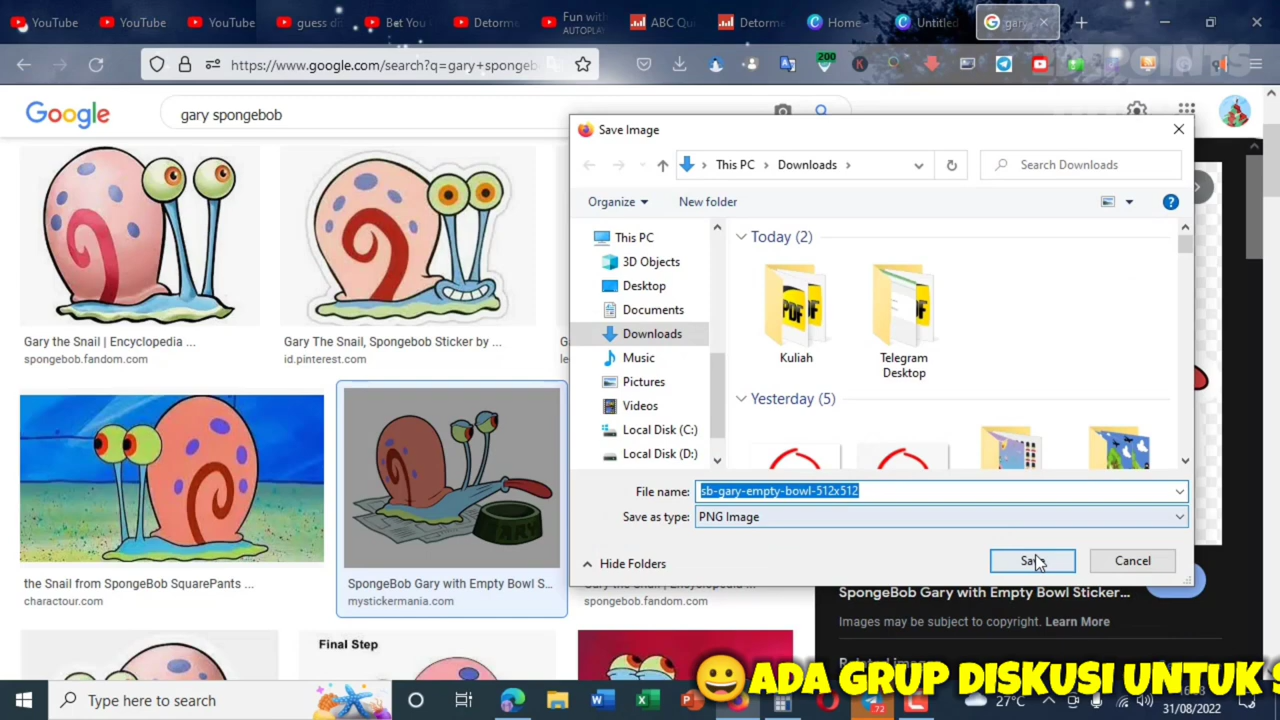 YouTube
YouTube
YouTube
guess di
Bet You
Detorme
Fun with
AUTOPLAY
ABC Qu
Detorme
Home
Untitled
gary
https://www.google.com/search?q=gary+spongeb
200
Google
gary spongebob
Gary the Snail | Encyclopedia ...
spongebob.fandom.com
Gary The Snail, Spongebob Sticker by ...
id.pinterest.com
the Snail from SpongeBob SquarePants ...
charactour.com
SpongeBob Gary with Empty Bowl S...
mystickermania.com
spongebob.fandom.com
Final Step
Save Image
This PC
Downloads
Search Downloads
Organize
New folder
This PC
3D Objects
Desktop
Documents
Downloads
Music
Pictures
Videos
Local Disk (C:)
Local Disk (D:)
Today (2)
PDF
Kuliah
Telegram
Desktop
Yesterday (5)
File name:
sb-gary-empty-bowl-512x512
Save as type:
PNG Image
Hide Folders
Save
Cancel
SpongeBob Gary with Empty Bowl Sticker...
Images may be subject to copyright. Learn More
😀ADA GRUP DISKUSI UNTUK S
Type here to search
72
27°C
31/08/2022